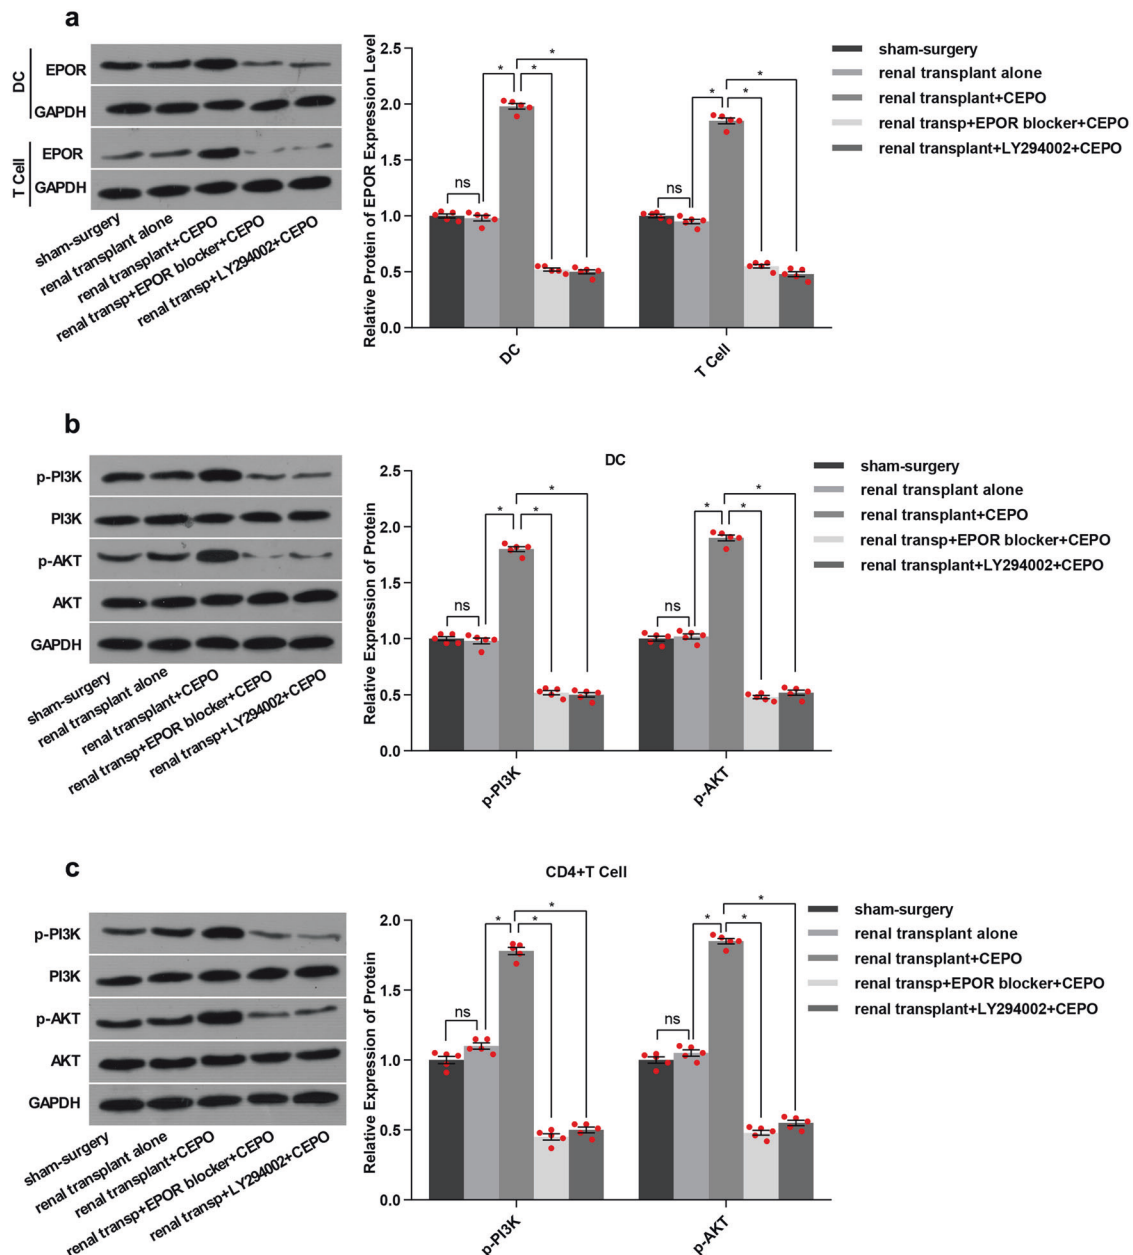 a
DC
EPOR
GAPDH
T Cell
EPOR
GAPDH
sham-surgery
renal transplant alone
renal transplant+CEPO
renal transp+EPOR blocker+CEPO
renal transp+LY294002+CEPO
Relative Protein of EPOR Expression Level
2.5
2.0
1.5
1.0
0.5
0.0
ns
*
*
*
ns
*
*
*
DC
T Cell
sham-surgery
renal transplant alone
renal transplant+CEPO
renal transp+EPOR blocker+CEPO
renal transplant+LY294002+CEPO
b
p-PI3K
PI3K
p-AKT
AKT
GAPDH
sham-surgery
renal transplant alone
renal transplant+CEPO
renal transp+EPOR blocker+CEPO
renal transp+LY294002+CEPO
DC
Relative Expression of Protein
2.5
2.0
1.5
1.0
0.5
0.0
ns
*
*
*
ns
*
*
*
p-PI3K
p-AKT
sham-surgery
renal transplant alone
renal transplant+CEPO
renal transp+EPOR blocker+CEPO
renal transplant+LY294002+CEPO
c
p-PI3K
PI3K
p-AKT
AKT
GAPDH
sham-surgery
renal transplant alone
renal transplant+CEPO
renal transp+EPOR blocker+CEPO
renal transp+LY294002+CEPO
CD4+T Cell
Relative Expression of Protein
2.0
1.5
1.0
0.5
0.0
ns
*
*
*
ns
*
*
*
p-PI3K
p-AKT
sham-surgery
renal transplant alone
renal transplant+CEPO
renal transp+EPOR blocker+CEPO
renal transplant+LY294002+CEPO